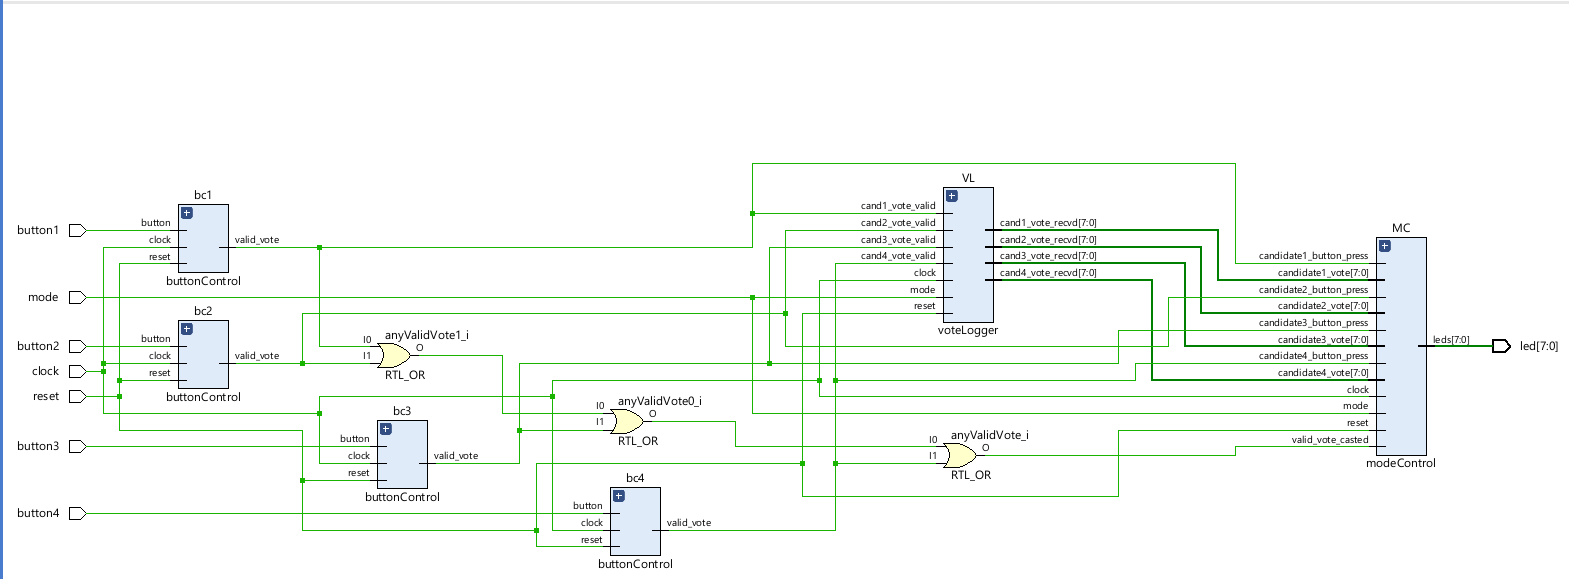 bc1
button1
button
clock
reset
valid_vote
buttonControl
mode
bc2
button2
button
clock
reset
valid_vote
buttonControl
clock
reset
anyValidVote1_i
I0
I1
O
RTL_OR
bc3
button3
button
clock
reset
valid_vote
buttonControl
anyValidVote0_i
I0
I1
O
RTL_OR
bc4
button4
button
clock
reset
valid_vote
buttonControl
anyValidVote_i
I0
I1
O
RTL_OR
VL
cand1_vote_valid
cand2_vote_valid
cand3_vote_valid
cand4_vote_valid
clock
mode
reset
cand1_vote_recvd[7:0]
cand2_vote_recvd[7:0]
cand3_vote_recvd[7:0]
cand4_vote_recvd[7:0]
voteLogger
MC
candidate1_button_press
candidate1_vote[7:0]
candidate2_button_press
candidate2_vote[7:0]
candidate3_button_press
candidate3_vote[7:0]
candidate4_button_press
candidate4_vote[7:0]
clock
mode
reset
valid_vote_casted
leds[7:0]
modeControl
led[7:0]